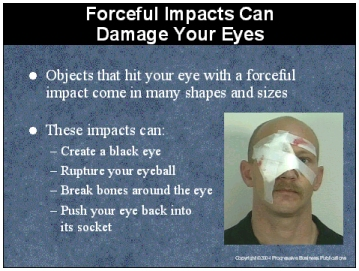 Forceful Impacts Can
Damage Your Eyes
● Objects that hit your eye with a forceful
impact come in many shapes and sizes
● These impacts can:
– Create a black eye
– Rupture your eyeball
– Break bones around the eye
– Push your eye back into
its socket
Copyright © 2004 Progressive Business Publications